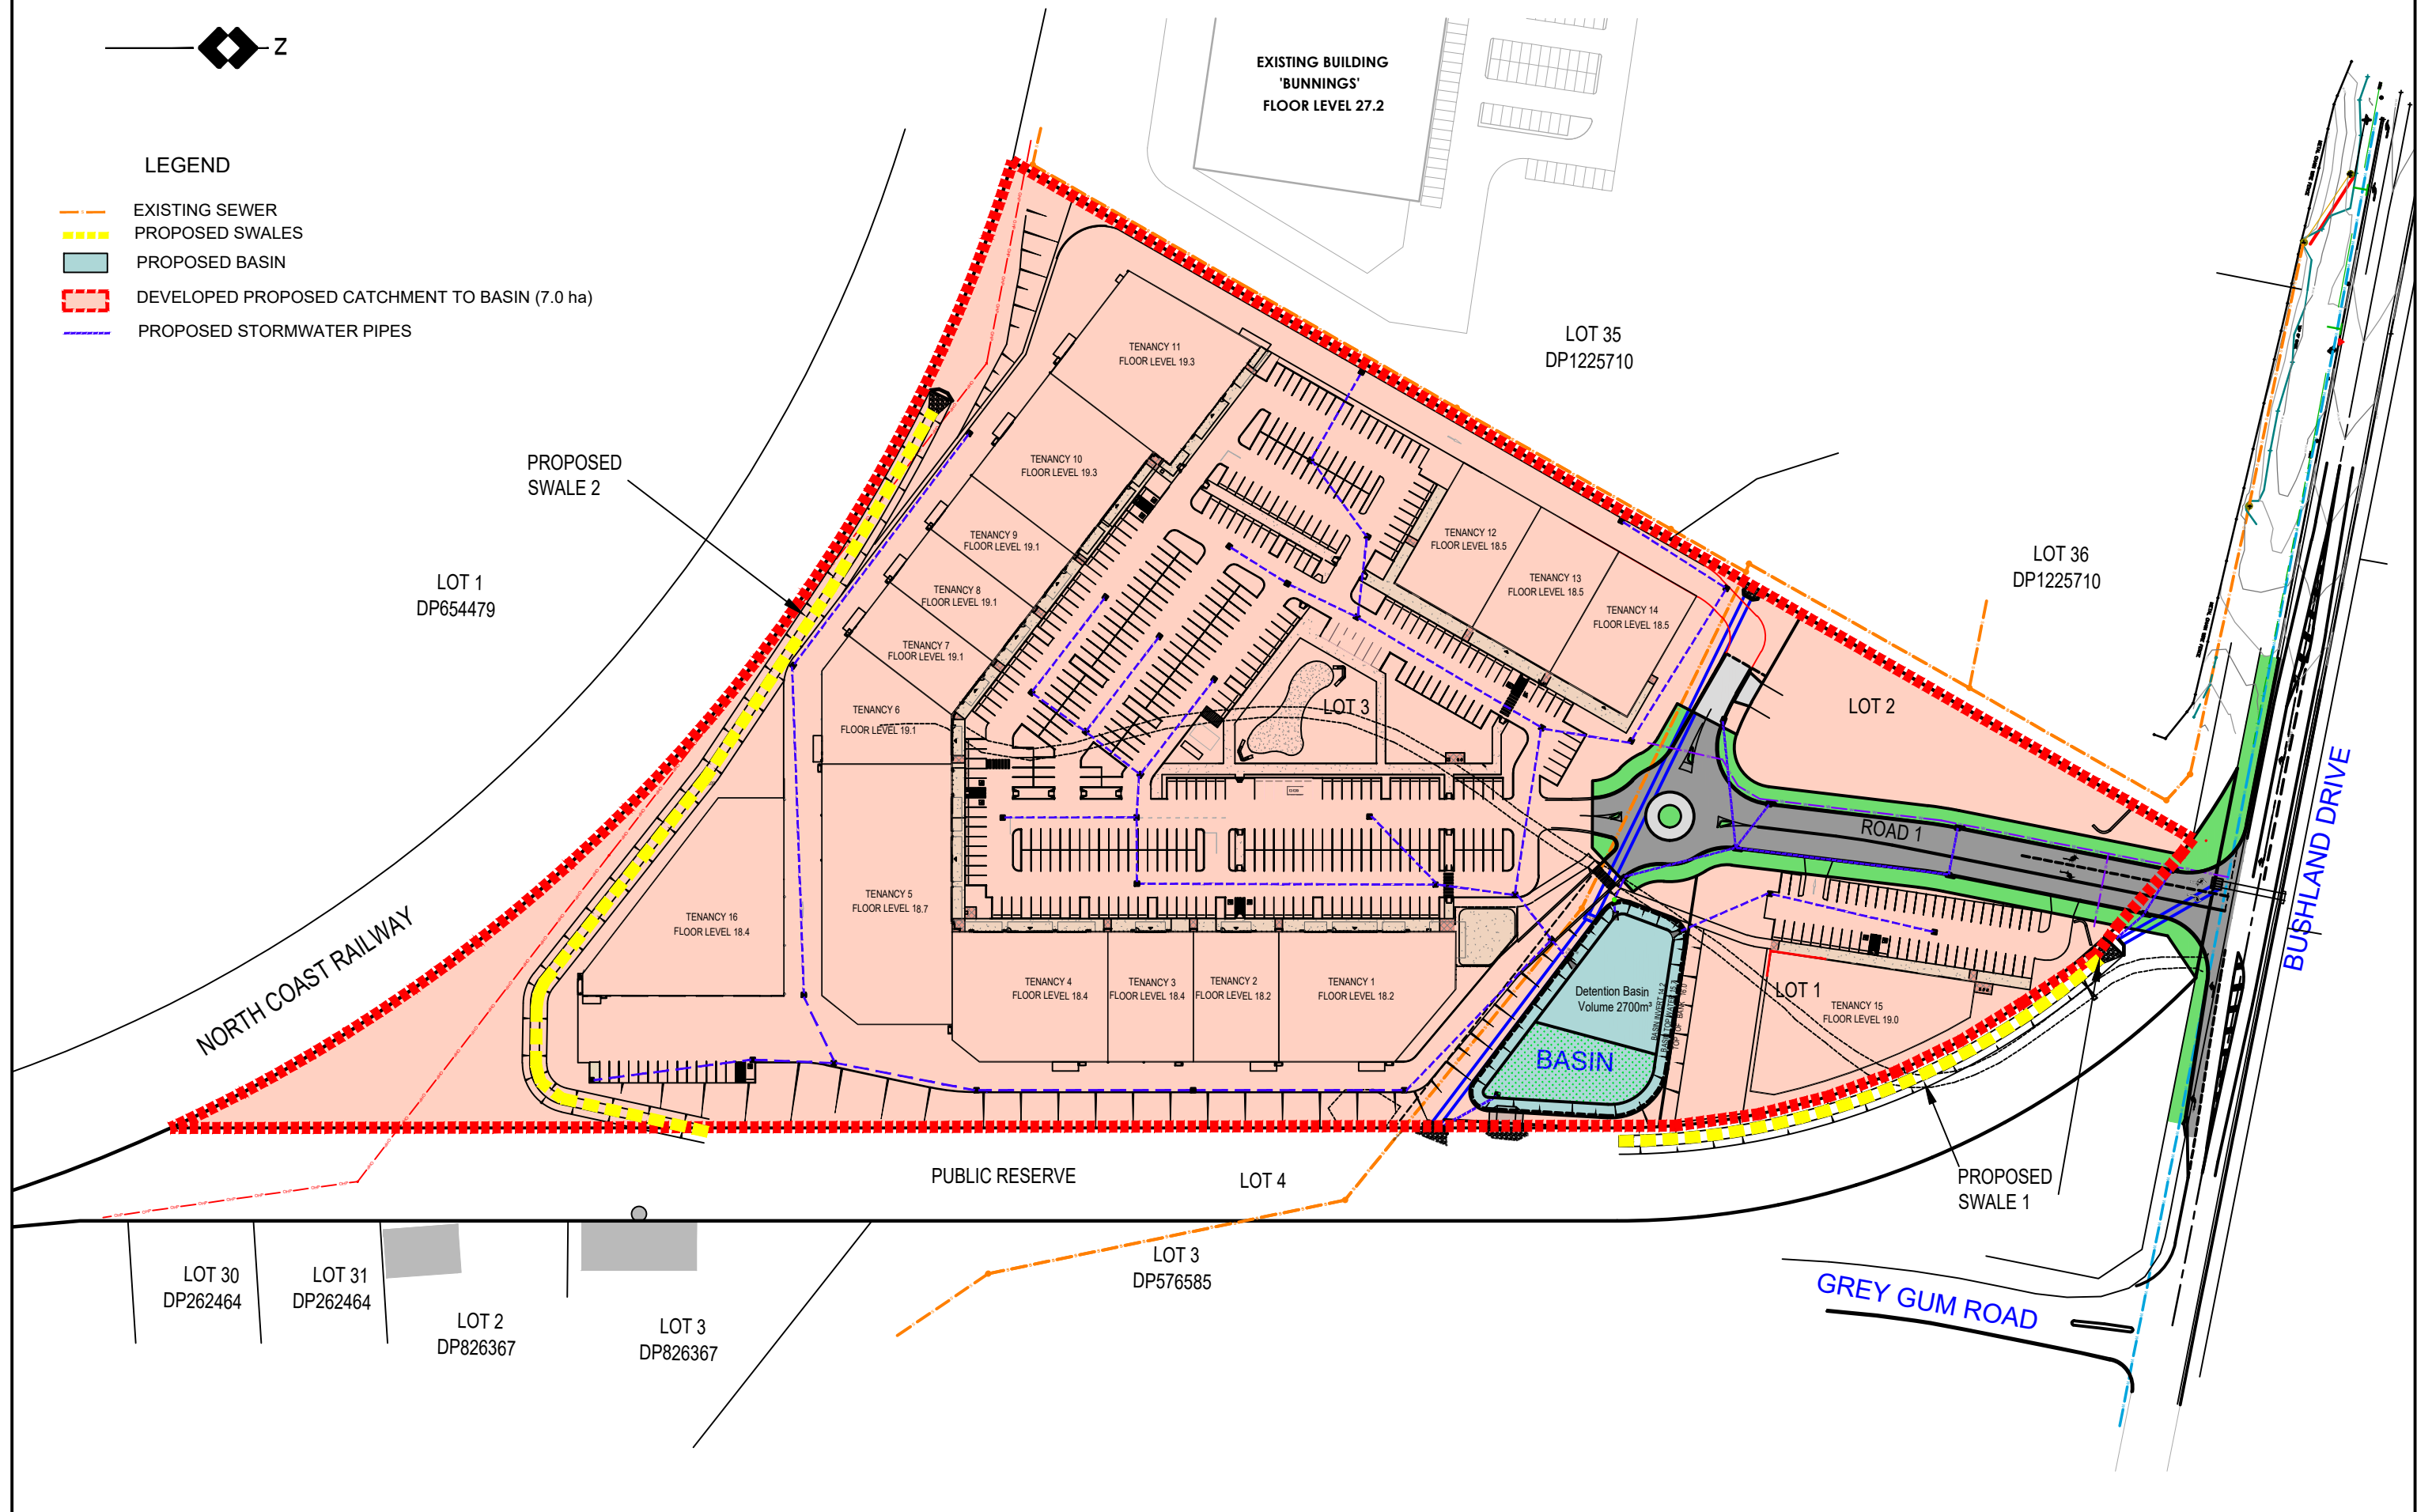 Z
EXISTING BUILDING
'BUNNINGS'
FLOOR LEVEL 27.2
LEGEND
EXISTING SEWER
PROPOSED SWALES
PROPOSED BASIN
DEVELOPED PROPOSED CATCHMENT TO BASIN (7.0 ha)
PROPOSED STORMWATER PIPES
LOT 35
DP1225710
TENANCY 11
FLOOR LEVEL 19.3
PROPOSED
SWALE 2
TENANCY 10
FLOOR LEVEL 19.3
TENANCY 9
FLOOR LEVEL 19.1
TENANCY 12
FLOOR LEVEL 18.5
LOT 36
DP1225710
LOT 1
DP654479
TENANCY 8
FLOOR LEVEL 19.1
TENANCY 13
FLOOR LEVEL 18.5
TENANCY 14
FLOOR LEVEL 18.5
TENANCY 7
FLOOR LEVEL 19.1
TENANCY 6
FLOOR LEVEL 19.1
LOT 3
LOT 2
ROAD 1
BUSHLAND DRIVE
TENANCY 5
FLOOR LEVEL 18.7
TENANCY 16
FLOOR LEVEL 18.4
NORTH COAST RAILWAY
TENANCY 4
FLOOR LEVEL 18.4
TENANCY 3
FLOOR LEVEL 18.4
TENANCY 2
FLOOR LEVEL 18.2
TENANCY 1
FLOOR LEVEL 18.2
Detention Basin
Volume 2700m³
BASIN INVERT 14.2
BASIN
LOT 1
TENANCY 15
FLOOR LEVEL 19.0
PUBLIC RESERVE
LOT 4
PROPOSED
SWALE 1
LOT 3
DP576585
LOT 30
DP262464
LOT 31
DP262464
LOT 2
DP826367
LOT 3
DP826367
GREY GUM ROAD